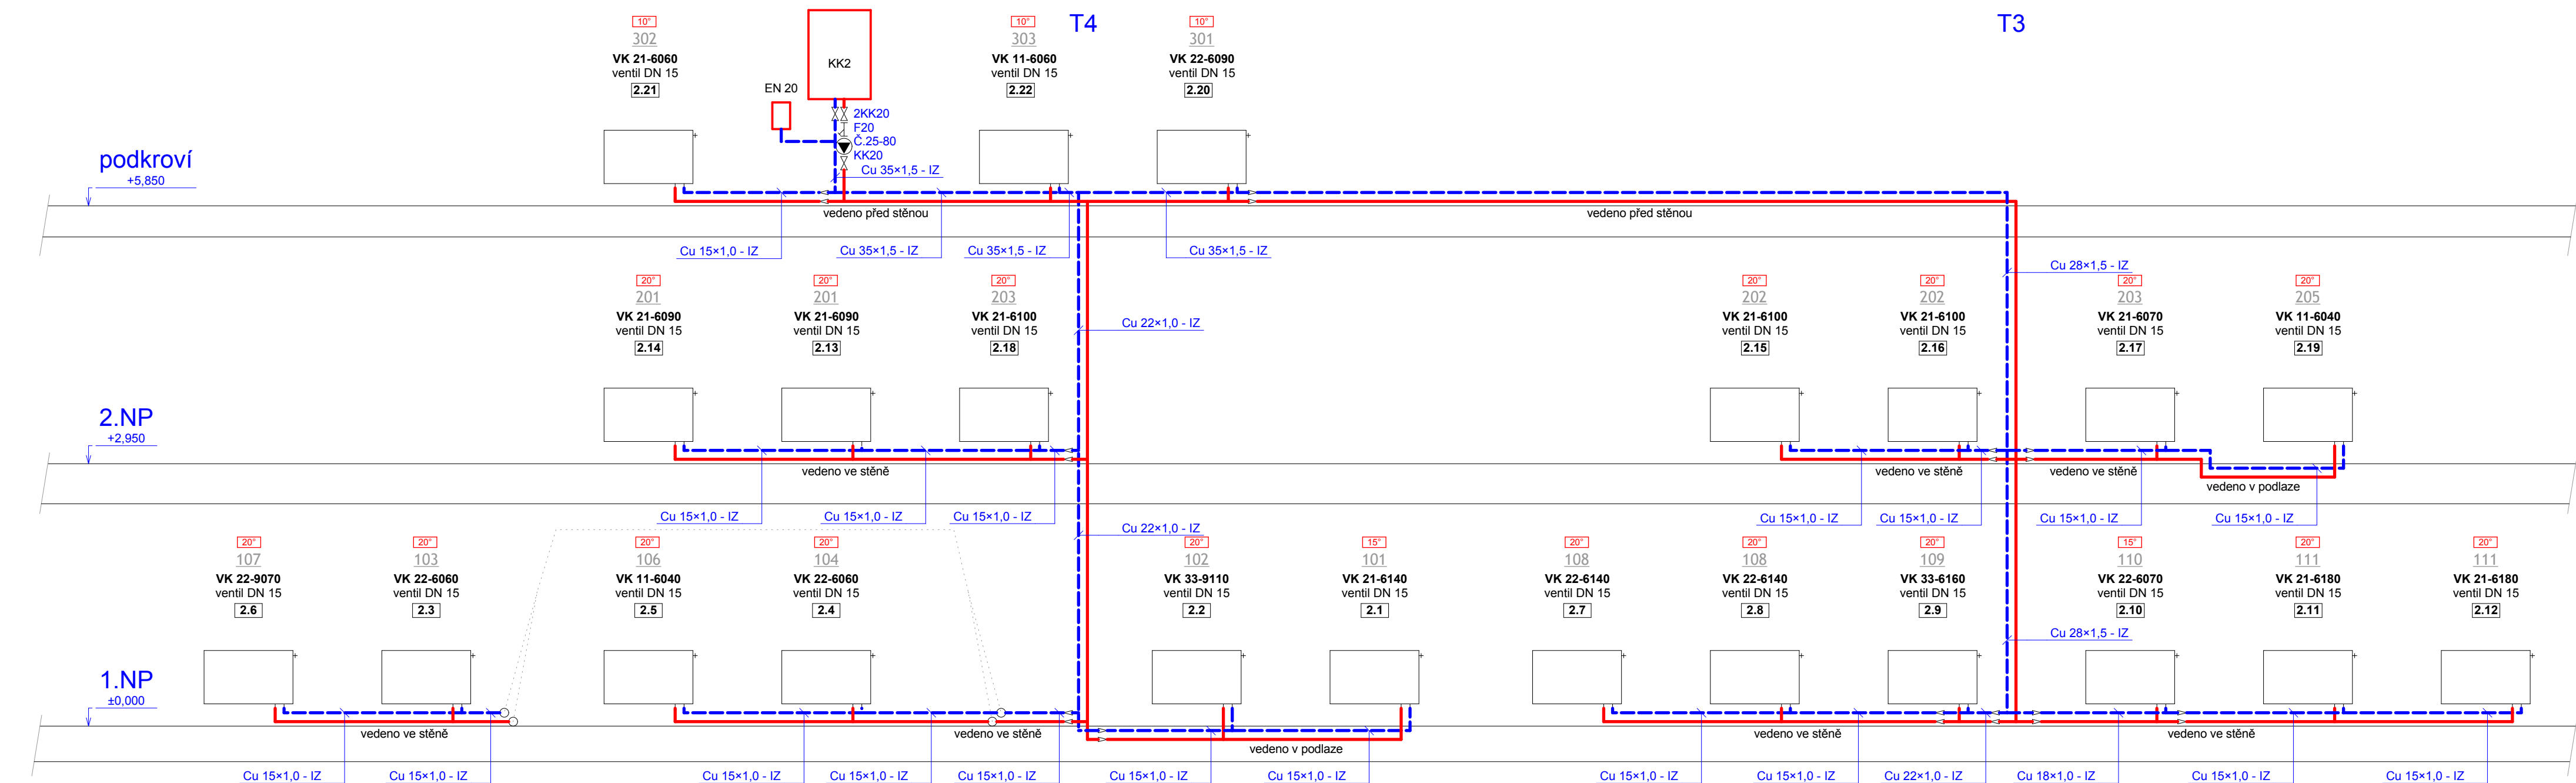 T4
T3
10°
302
VK 21-6060
ventil DN 15
2.21
EN 20
KK2
2KK20
F20
Č.25-80
KK20
Cu 35×1,5 - IZ
10°
303
VK 11-6060
ventil DN 15
2.22
10°
301
VK 22-6090
ventil DN 15
2.20
podkroví
+5,850
vedeno před stěnou
vedeno před stěnou
Cu 15×1,0 - IZ
Cu 35×1,5 - IZ
Cu 35×1,5 - IZ
Cu 35×1,5 - IZ
Cu 28×1,5 - IZ
20°
201
VK 21-6090
ventil DN 15
2.14
20°
201
VK 21-6090
ventil DN 15
2.13
20°
203
VK 21-6100
ventil DN 15
2.18
Cu 22×1,0 - IZ
20°
202
VK 21-6100
ventil DN 15
2.15
20°
202
VK 21-6100
ventil DN 15
2.16
20°
203
VK 21-6070
ventil DN 15
2.17
20°
205
VK 11-6040
ventil DN 15
2.19
2.NP
+2,950
vedeno ve stěně
vedeno ve stěně
vedeno ve stěně
vedeno v podlaze
Cu 15×1,0 - IZ
Cu 15×1,0 - IZ
Cu 15×1,0 - IZ
Cu 22×1,0 - IZ
Cu 15×1,0 - IZ
Cu 15×1,0 - IZ
Cu 15×1,0 - IZ
Cu 15×1,0 - IZ
20°
107
VK 22-9070
ventil DN 15
2.6
20°
103
VK 22-6060
ventil DN 15
2.3
20°
106
VK 11-6040
ventil DN 15
2.5
20°
104
VK 22-6060
ventil DN 15
2.4
20°
102
VK 33-9110
ventil DN 15
2.2
15°
101
VK 21-6140
ventil DN 15
2.1
20°
108
VK 22-6140
ventil DN 15
2.7
20°
108
VK 22-6140
ventil DN 15
2.8
20°
109
VK 33-6160
ventil DN 15
2.9
15°
110
VK 22-6070
ventil DN 15
2.10
20°
111
VK 21-6180
ventil DN 15
2.11
20°
111
VK 21-6180
ventil DN 15
2.12
Cu 28×1,5 - IZ
1.NP
±0,000
vedeno ve stěně
vedeno ve stěně
vedeno v podlaze
vedeno ve stěně
vedeno ve stěně
Cu 15×1,0 - IZ
Cu 15×1,0 - IZ
Cu 15×1,0 - IZ
Cu 15×1,0 - IZ
Cu 15×1,0 - IZ
Cu 15×1,0 - IZ
Cu 15×1,0 - IZ
Cu 15×1,0 - IZ
Cu 15×1,0 - IZ
Cu 22×1,0 - IZ
Cu 18×1,0 - IZ
Cu 15×1,0 - IZ
Cu 15×1,0 - IZ